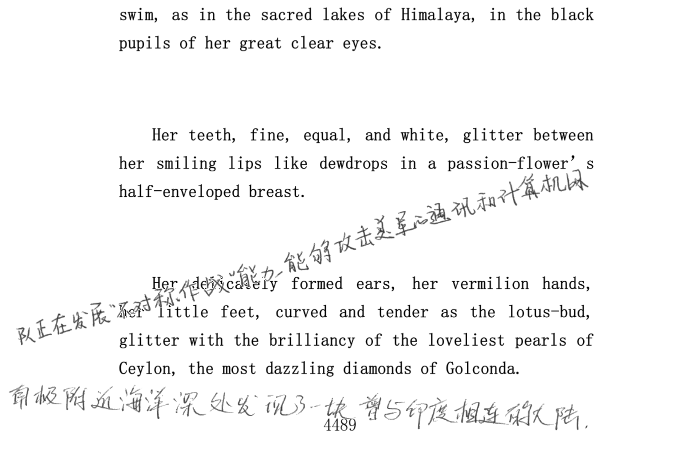 swim, as in the sacred lakes of Himalaya, in the black
pupils of her great clear eyes.
Her teeth, fine, equal, and white, glitter between
her smiling lips like dewdrops in a passion-flower's
half-enveloped breast.
队正在发展"不对称作战"能力-能够攻击美军的通讯和计算机网
Her delicately formed ears, her vermilion hands,
her little feet, curved and tender as the lotus-bud,
glitter with the brilliancy of the loveliest pearls of
Ceylon, the most dazzling diamonds of Golconda.
南极附近海洋深处发现了一块曾与印度相连的大陆.
4489